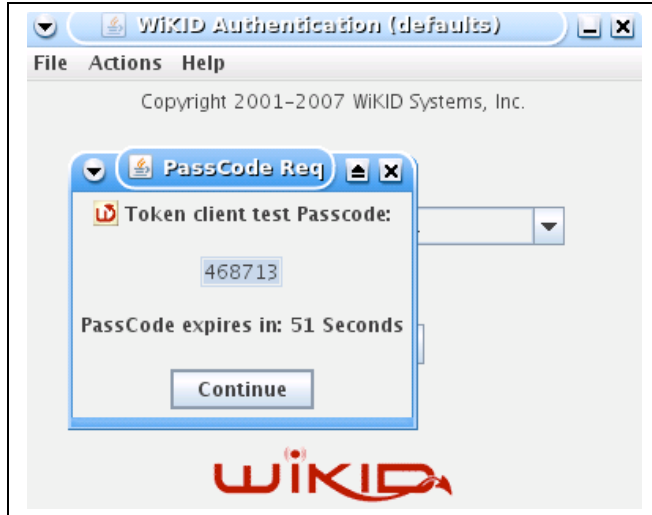 WiKID Authentication (defaults)
File Actions Help
Copyright 2001-2007 WiKID Systems, Inc.
PassCode Req
Token client test Passcode:
468713
PassCode expires in: 51 Seconds
Continue
WiKID